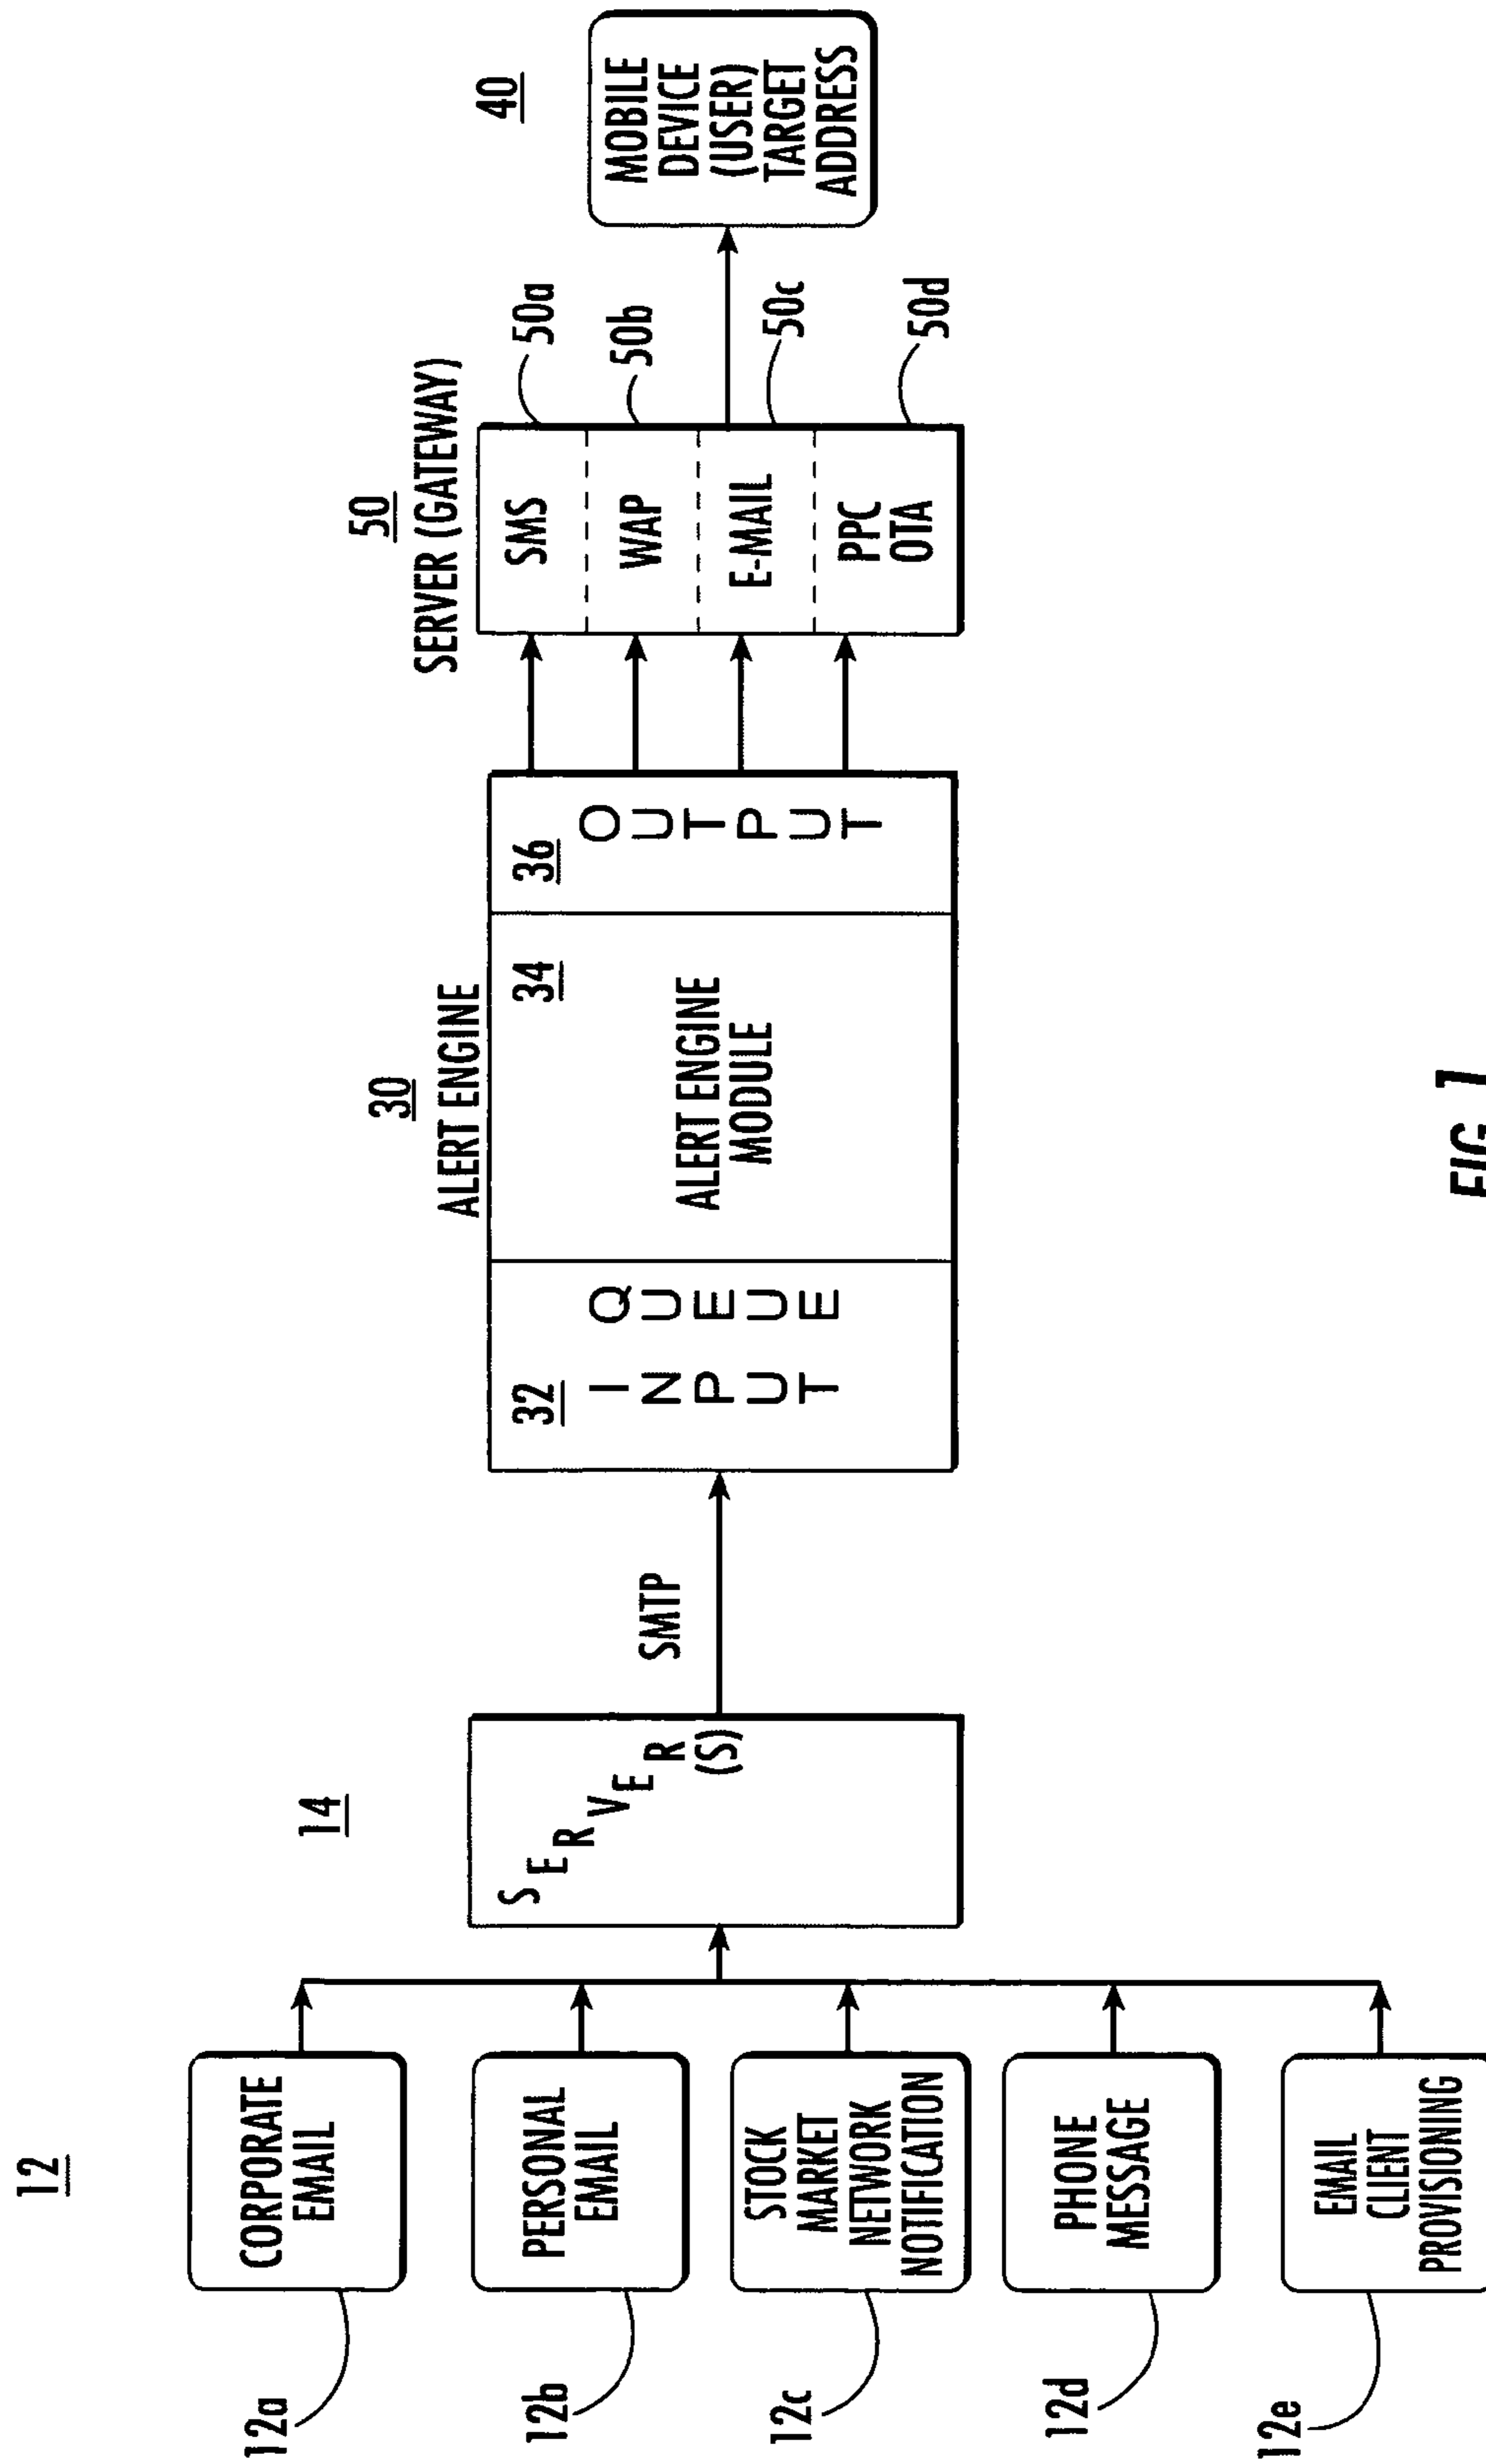 12
12a
CORPORATE
EMAIL
12b
PERSONAL
EMAIL
12c
STOCK
MARKET
NETWORK
NOTIFICATION
12d
PHONE
MESSAGE
12e
EMAIL
CLIENT
PROVISIONING
14
SERVER
(S)
SMTP
30
ALERT ENGINE
32
INPUT
QUEUE
34
ALERT ENGINE
MODULE
36
OUTPUT
50
SERVER (GATEWAY)
SMS
50a
WAP
50b
E-MAIL
50c
PPC
OTA
50d
40
MOBILE
DEVICE
(USER)
TARGET
ADDRESS
FIG. 1